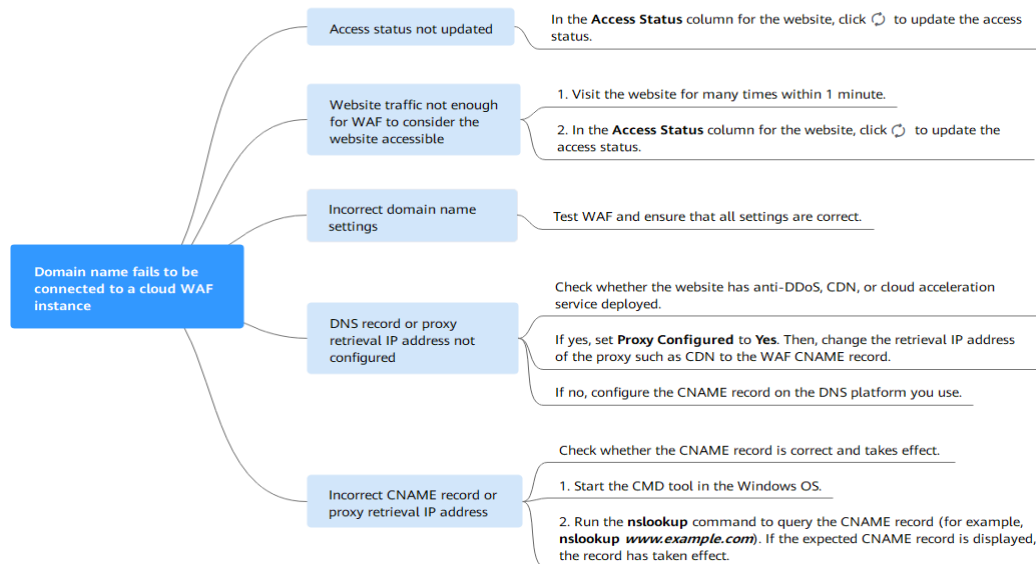 Domain name fails to be
connected to a cloud WAF
instance
Access status not updated
In the Access Status column for the website, click to update the access
status.
Website traffic not enough
for WAF to consider the
website accessible
1. Visit the website for many times within 1 minute.
2. In the Access Status column for the website, click to update the
access status.
Incorrect domain name
settings
Test WAF and ensure that all settings are correct.
DNS record or proxy
retrieval IP address not
configured
Check whether the website has anti-DDoS, CDN, or cloud acceleration
service deployed.
If yes, set Proxy Configured to Yes. Then, change the retrieval IP address
of the proxy such as CDN to the WAF CNAME record.
If no, configure the CNAME record on the DNS platform you use.
Incorrect CNAME record or
proxy retrieval IP address
Check whether the CNAME record is correct and takes effect.
1. Start the CMD tool in the Windows OS.
2. Run the nslookup command to query the CNAME record (for example,
nslookup www.example.com). If the expected CNAME record is displayed,
the record has taken effect.